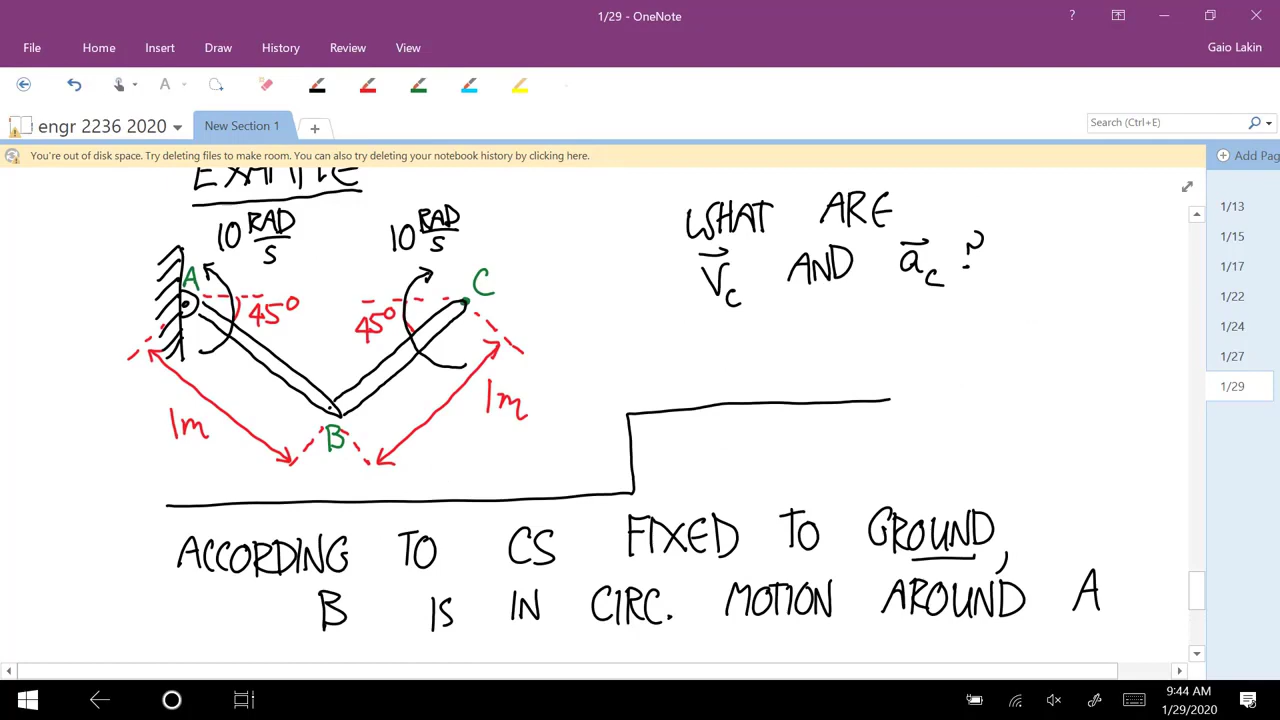 1/29 - OneNote
?
File Home Insert Draw History Review View
Gaio Lakin
A
engr 2236 2020
New Section 1
+
Search (Ctrl+E)
You're out of disk space. Try deleting files to make room. You can also try deleting your notebook history by clicking here.
Add Pag
1/13
1/15
1/17
1/22
1/24
1/27
1/29
EXAMPLE
10 RAD/S
10 RAD/S
A
C
45°
45°
1m
1m
B
WHAT ARE
V⃗c AND a⃗c ?
ACCORDING TO CS FIXED TO GROUND,
B IS IN CIRC. MOTION AROUND A
9:44 AM
1/29/2020